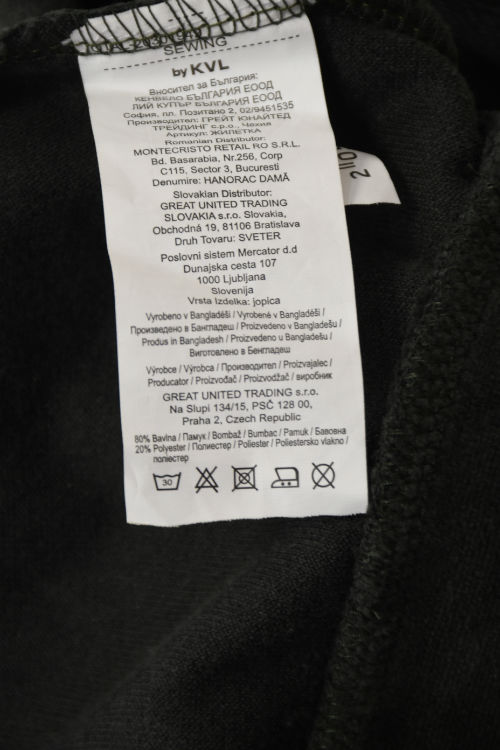 SEWING
by KVL
Вносител за България:
КЕНВЕЛО БЪЛГАРИЯ ЕООД
ЛИЙ КУПЪР БЪЛГАРИЯ ЕООД
София, пл. Позитано 2, 02/9451535
Производител: ГРЕЙТ ЮНАЙТЕД
ТРЕЙДИНГ с.р.о., Чехия
Артикул: ЖИЛЕТКА
Romanian Distributor:
MONTECRISTO RETAIL RO S.R.L.
Bd. Basarabia, Nr.256, Corp
C115, Sector 3, Bucuresti
Denumire: HANORAC DAMĂ
Slovakian Distributor:
GREAT UNITED TRADING
SLOVAKIA s.r.o. Slovakia,
Obchodná 19, 81106 Bratislava
Druh Tovaru: SVETER
Poslovni sistem Mercator d.d
Dunajska cesta 107
1000 Ljubljana
Slovenija
Vrsta Izdelka: jopica
Vyrobeno v Bangladéši / Vyrobené v Bangladéši /
Произведено в Бангладеш / Proizvedeno v Bangladešu /
Produs in Bangladesh / Proizvedeno u Bangladešu /
Виготовлено в Бенгладеш
Výrobce / Výrobca / Производител / Proizvajalec /
Producator / Proizvođač / Proizvodžač / виробник
GREAT UNITED TRADING s.r.o.
Na Slupi 134/15, PSČ 128 00,
Praha 2, Czech Republic
80% Bavlna / Памук / Bombaž / Bumbac / Pamuk / Бавовна
20% Polyester / Полиестер / Poliester / Poliestersko vlakno /
поліестер
30